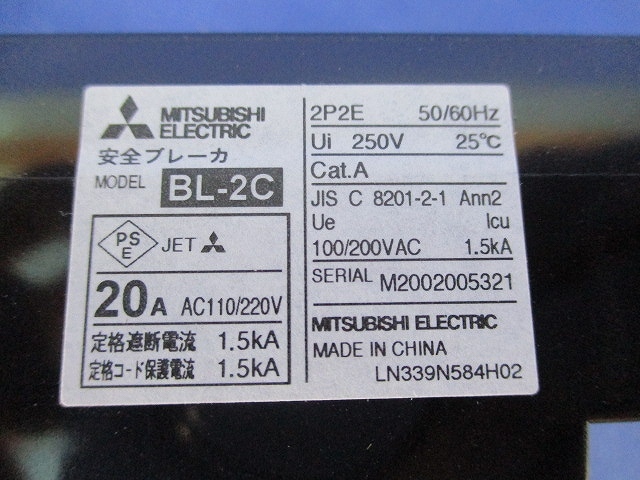 MITSUBISHI
ELECTRIC
安全ブレーカ
MODEL BL-2C
PS
E
JET
20A AC110/220V
定格遮断電流 1.5kA
定格コード保護電流 1.5kA
2P2E 50/60Hz
Ui 250V 25℃
Cat.A
JIS C 8201-2-1 Ann2
Ue Icu
100/200VAC 1.5kA
SERIAL M2002005321
MITSUBISHI ELECTRIC
MADE IN CHINA
LN339N584H02